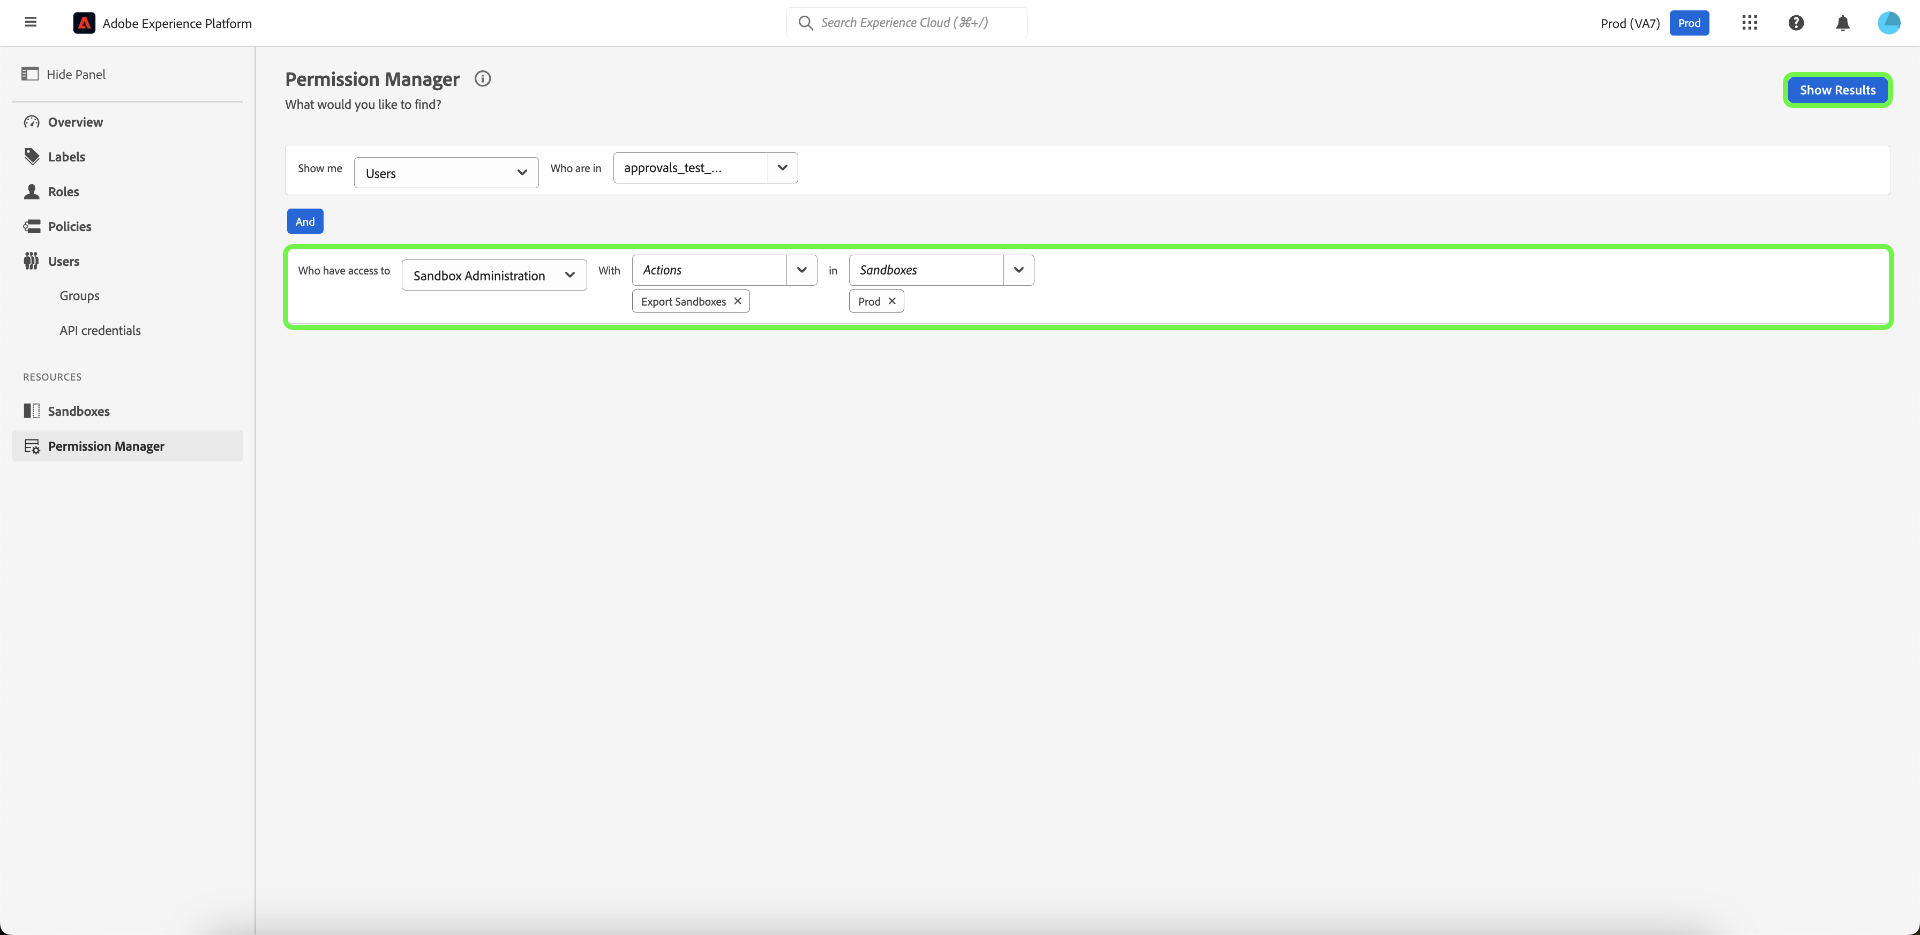 Adobe Experience Platform
Search Experience Cloud (⌘+/)
Prod (VA7) Prod
Hide Panel
Overview
Labels
Roles
Policies
Users
Groups
API credentials
RESOURCES
Sandboxes
Permission Manager
Permission Manager
What would you like to find?
Show Results
Show me Users Who are in approvals_test_...
And
Who have access to Sandbox Administration With Actions in Sandboxes
Export Sandboxes Prod